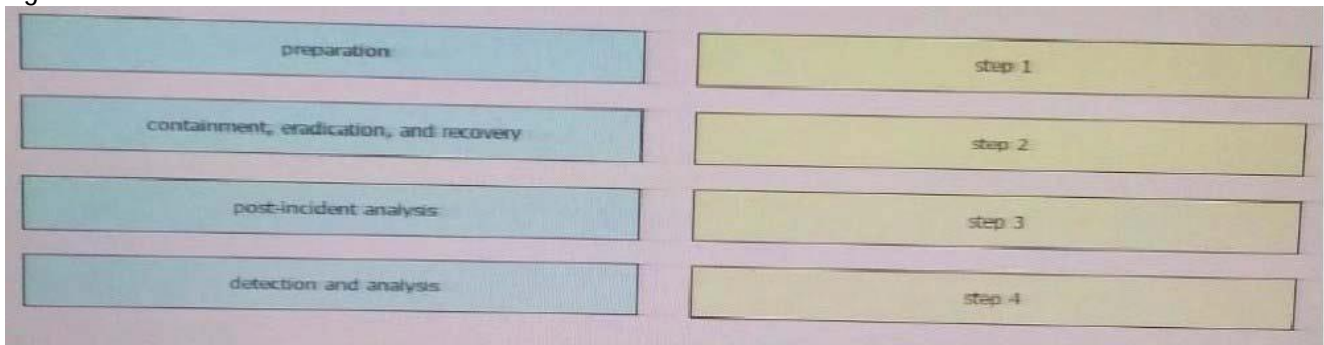 preparation
step 1
containment, eradication, and recovery
step 2
post-incident analysis
step 3
detection and analysis
step 4